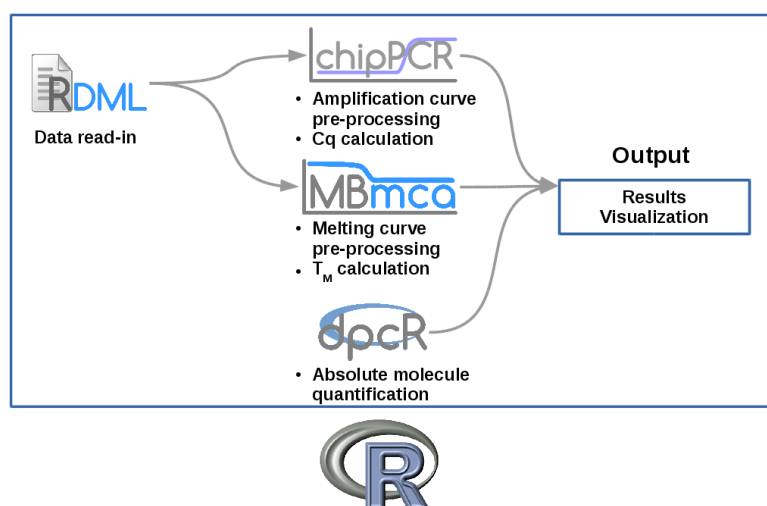 RDML
Data read-in
chipPCR
• Amplification curve
pre-processing
• Cq calculation
MBmca
• Melting curve
pre-processing
• TM calculation
dpcR
• Absolute molecule
quantification
Output
Results
Visualization
R